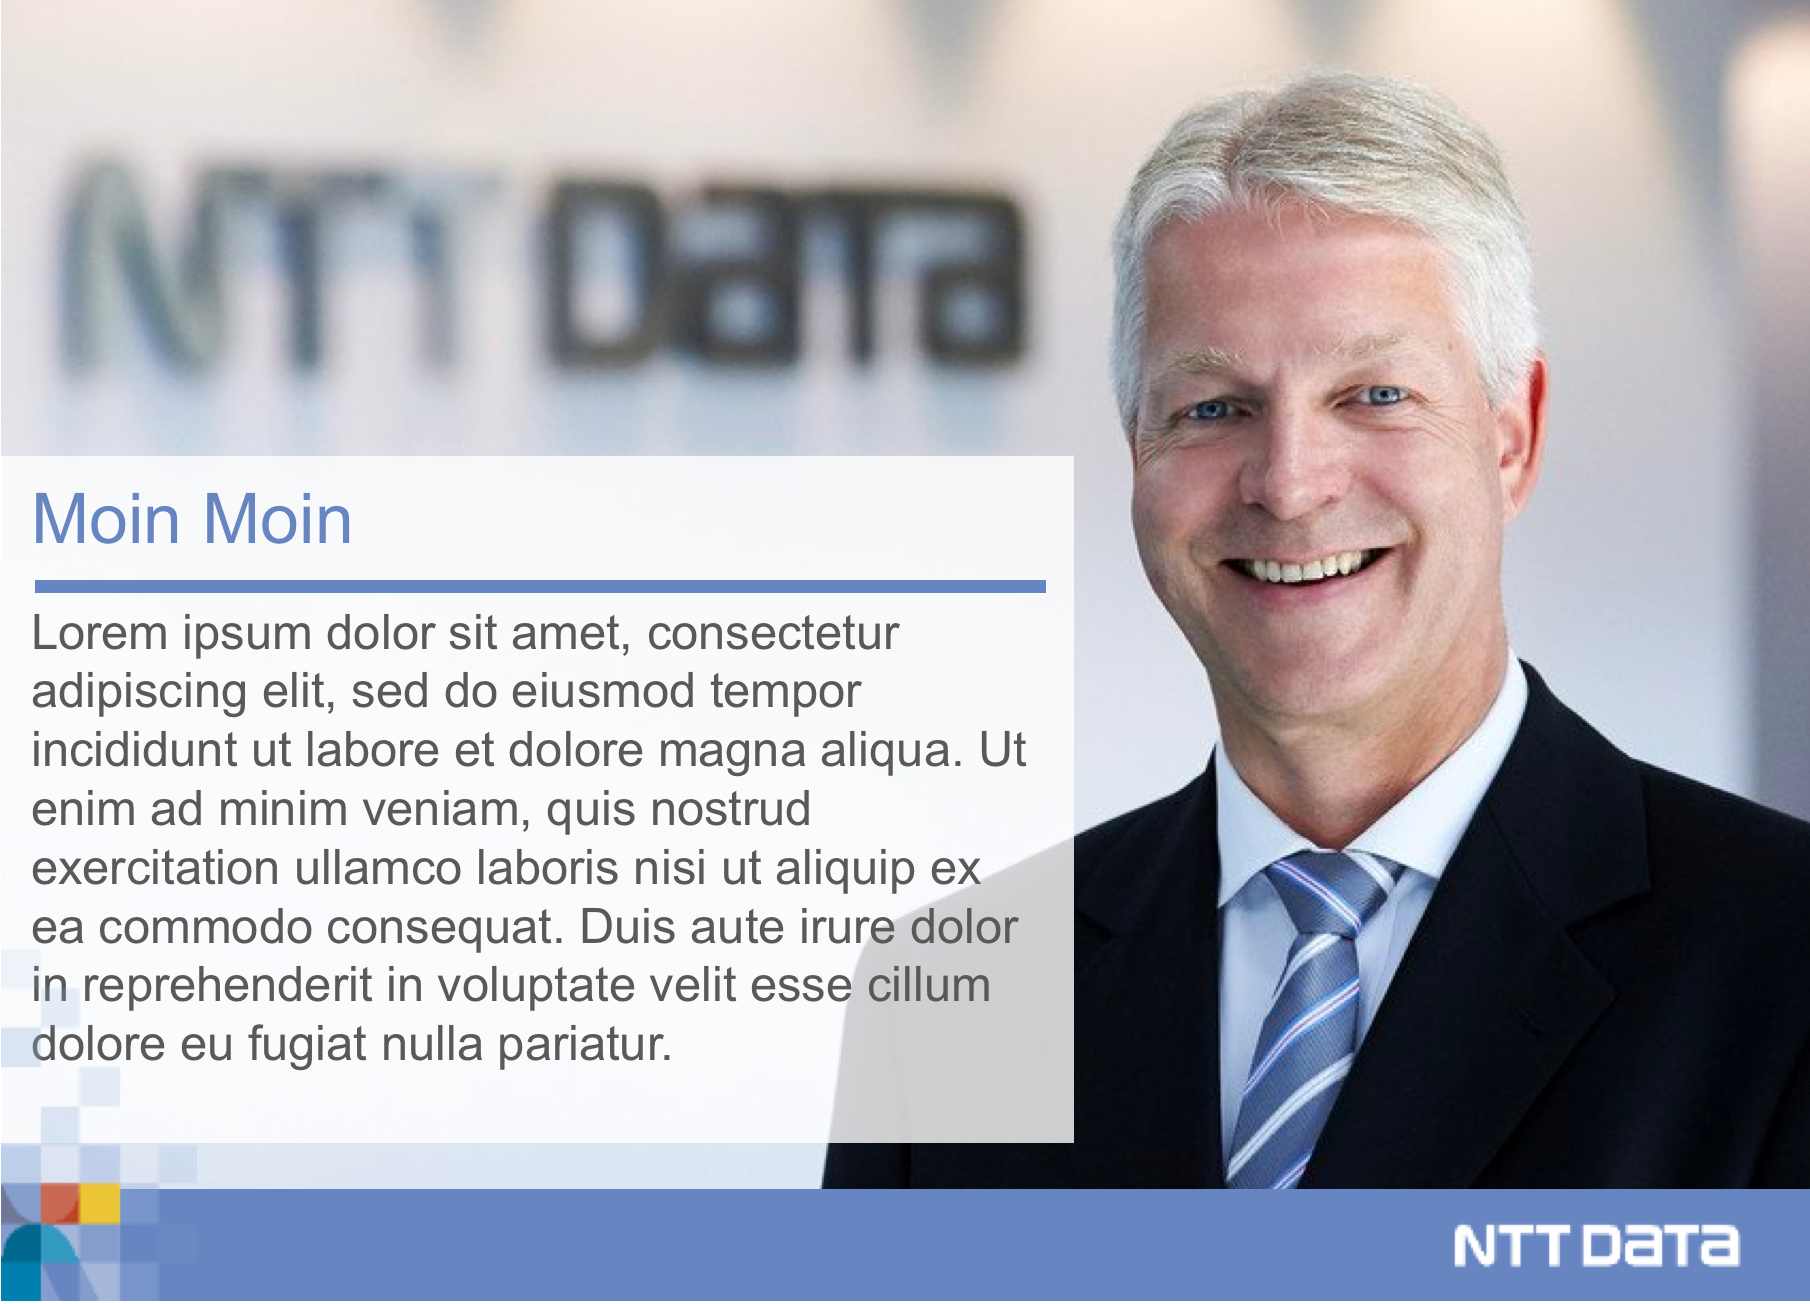 NTT DATA
Moin Moin
Lorem ipsum dolor sit amet, consectetur
adipiscing elit, sed do eiusmod tempor
incididunt ut labore et dolore magna aliqua. Ut
enim ad minim veniam, quis nostrud
exercitation ullamco laboris nisi ut aliquip ex
ea commodo consequat. Duis aute irure dolor
in reprehenderit in voluptate velit esse cillum
dolore eu fugiat nulla pariatur.
NTT DATA